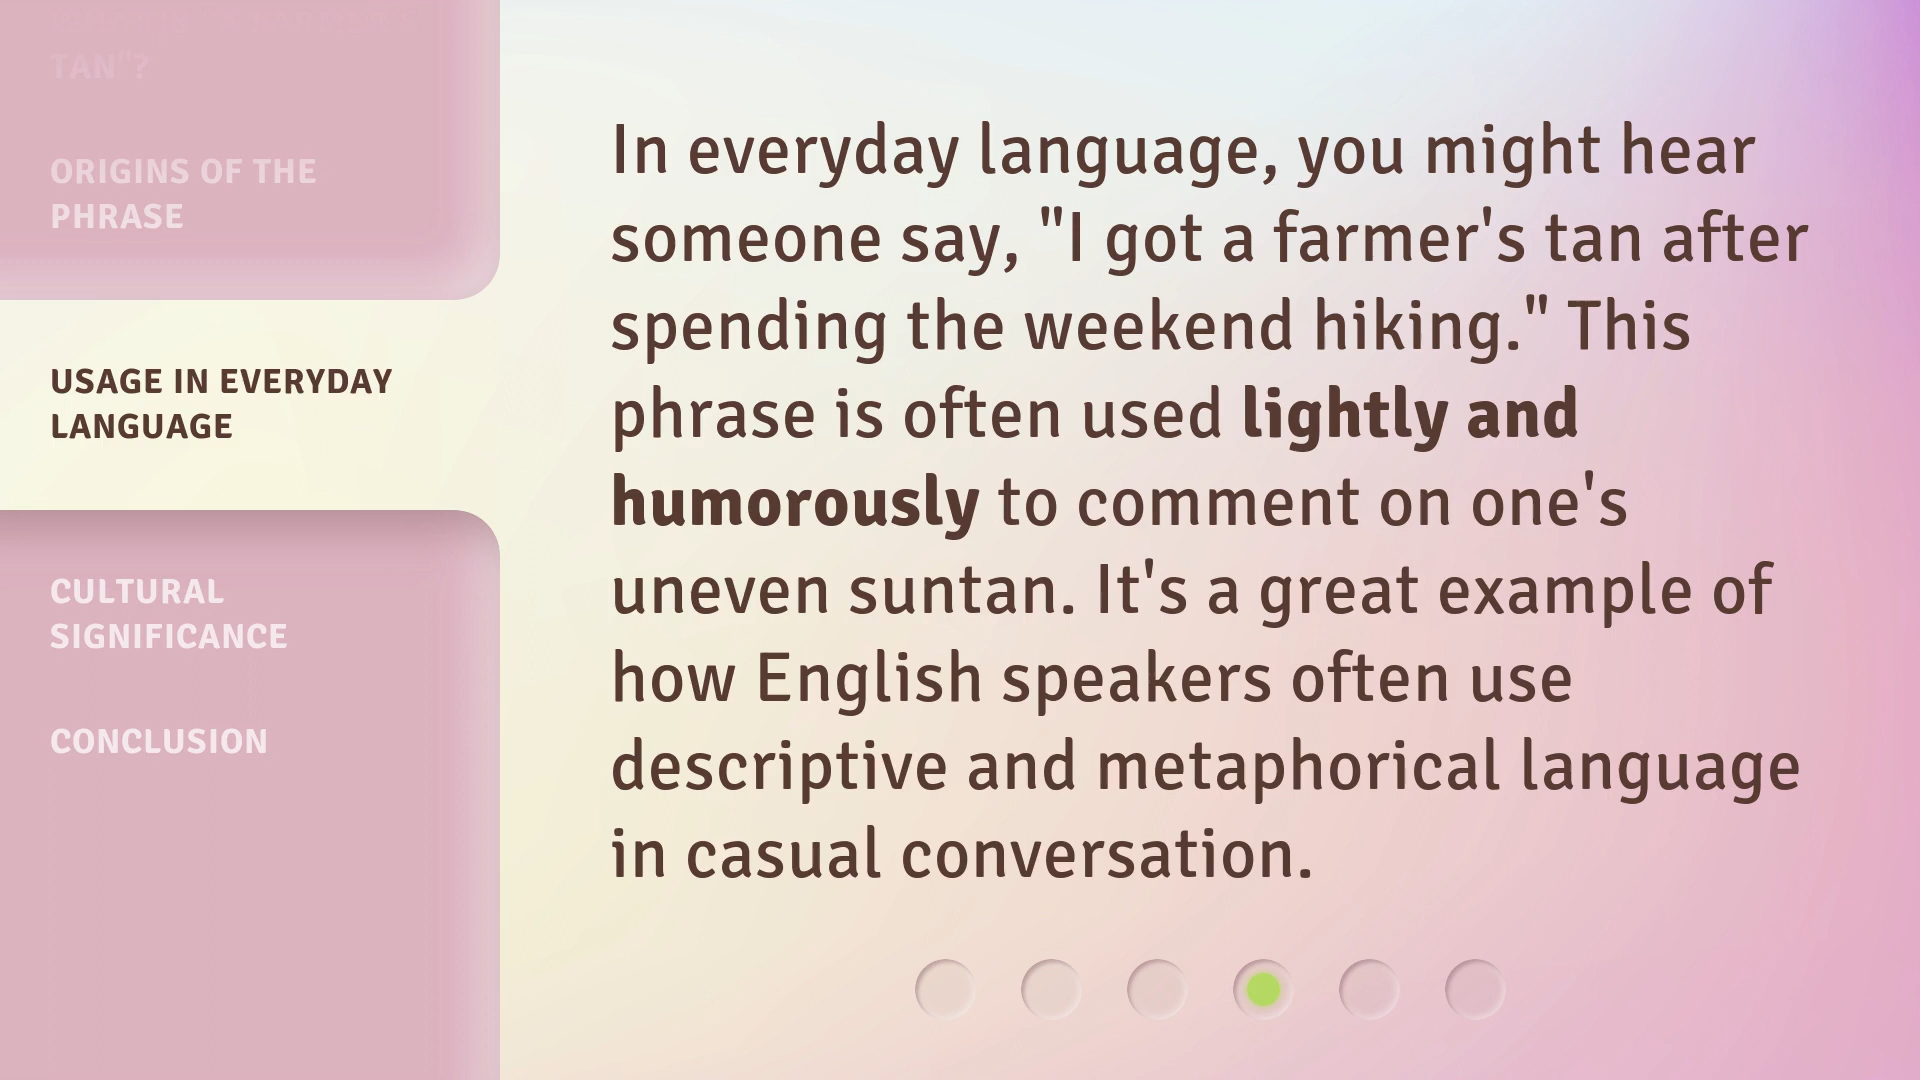 TAN"?
ORIGINS OF THE
PHRASE
USAGE IN EVERYDAY
LANGUAGE
CULTURAL
SIGNIFICANCE
CONCLUSION
In everyday language, you might hear
someone say, "I got a farmer's tan after
spending the weekend hiking." This
phrase is often used lightly and
humorously to comment on one's
uneven suntan. It's a great example of
how English speakers often use
descriptive and metaphorical language
in casual conversation.